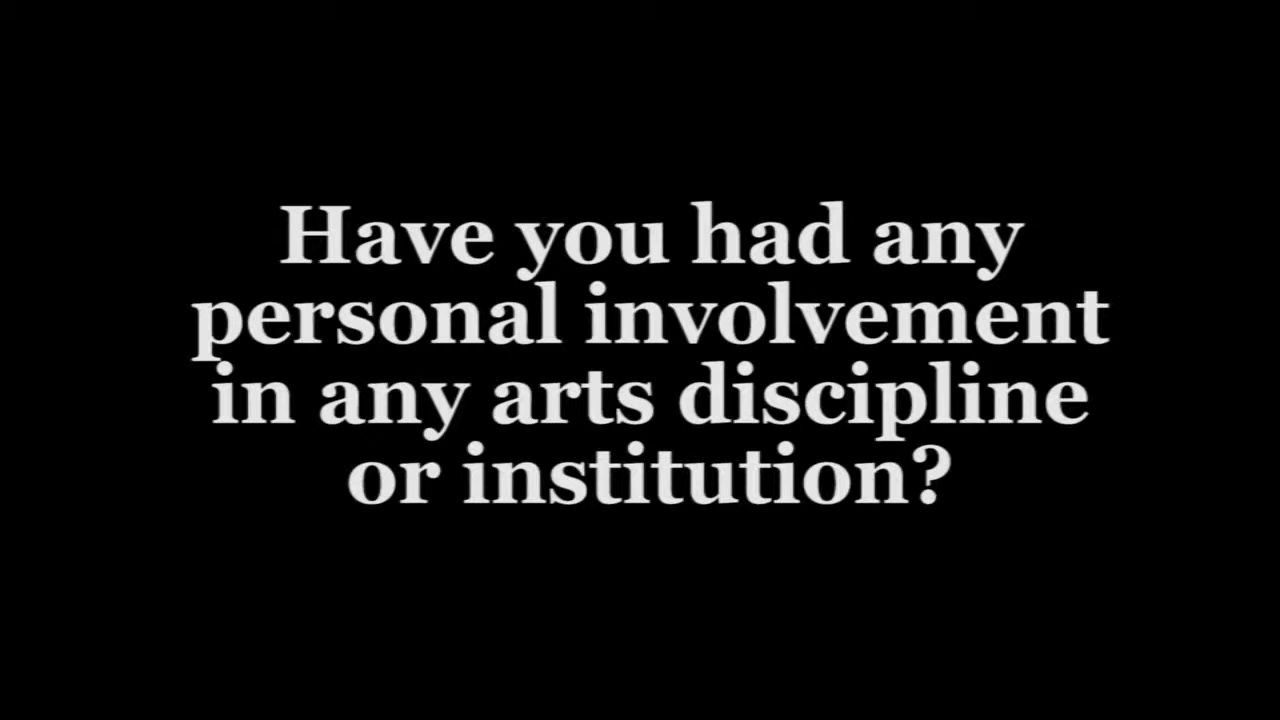 Have you had any
personal involvement
in any arts discipline
or institution?